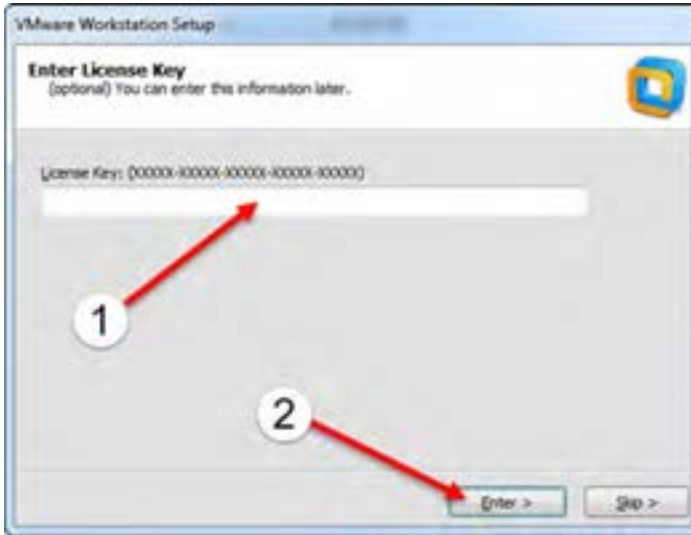 VMware Workstation Setup
Enter License Key
(optional) You can enter this information later.
License Key: (XXXXX-XXXXX-XXXXX-XXXXX-XXXXX)
1
2
Enter >
Skip >